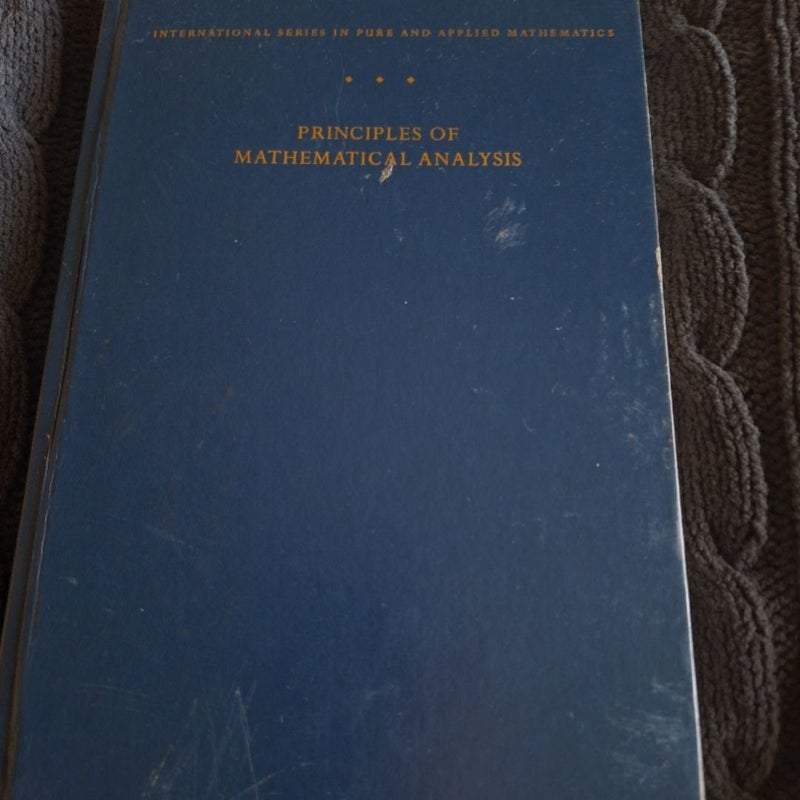 INTERNATIONAL SERIES IN PURE AND APPLIED MATHEMATICS
PRINCIPLES OF
MATHEMATICAL ANALYSIS